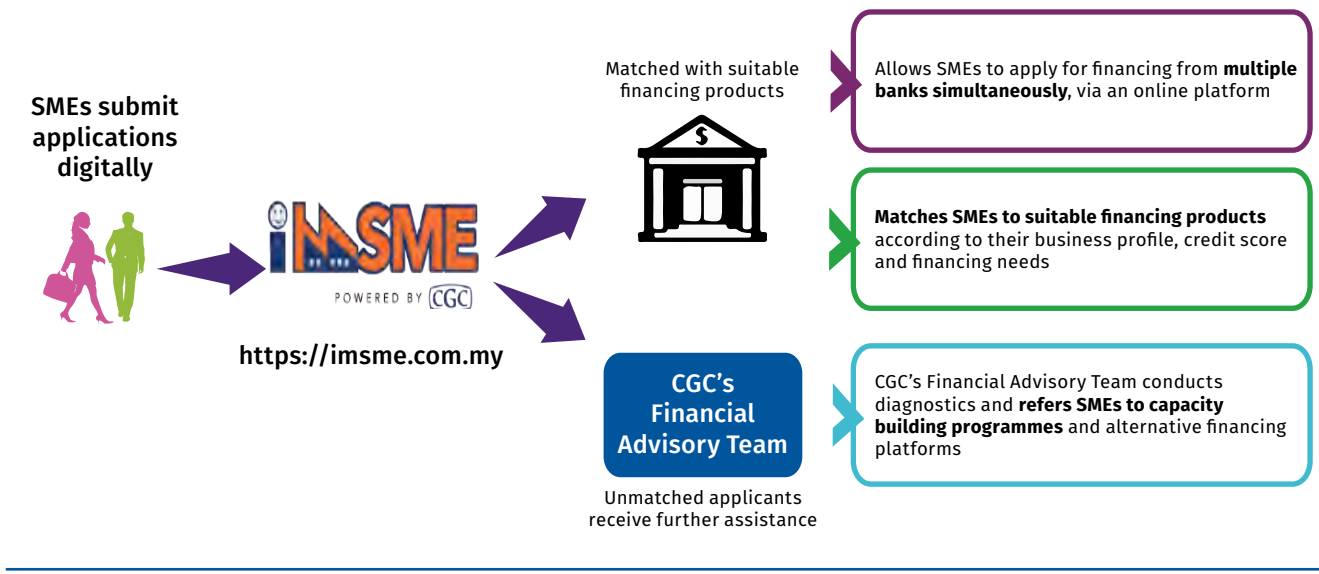 SMEs submit
applications
digitally
iMSME
POWERED BY CGC
https://imsme.com.my
Matched with suitable
financing products
$
CGC's
Financial
Advisory Team
Unmatched applicants
receive further assistance
Allows SMEs to apply for financing from multiple
banks simultaneously, via an online platform
Matches SMEs to suitable financing products
according to their business profile, credit score
and financing needs
CGC's Financial Advisory Team conducts
diagnostics and refers SMEs to capacity
building programmes and alternative financing
platforms